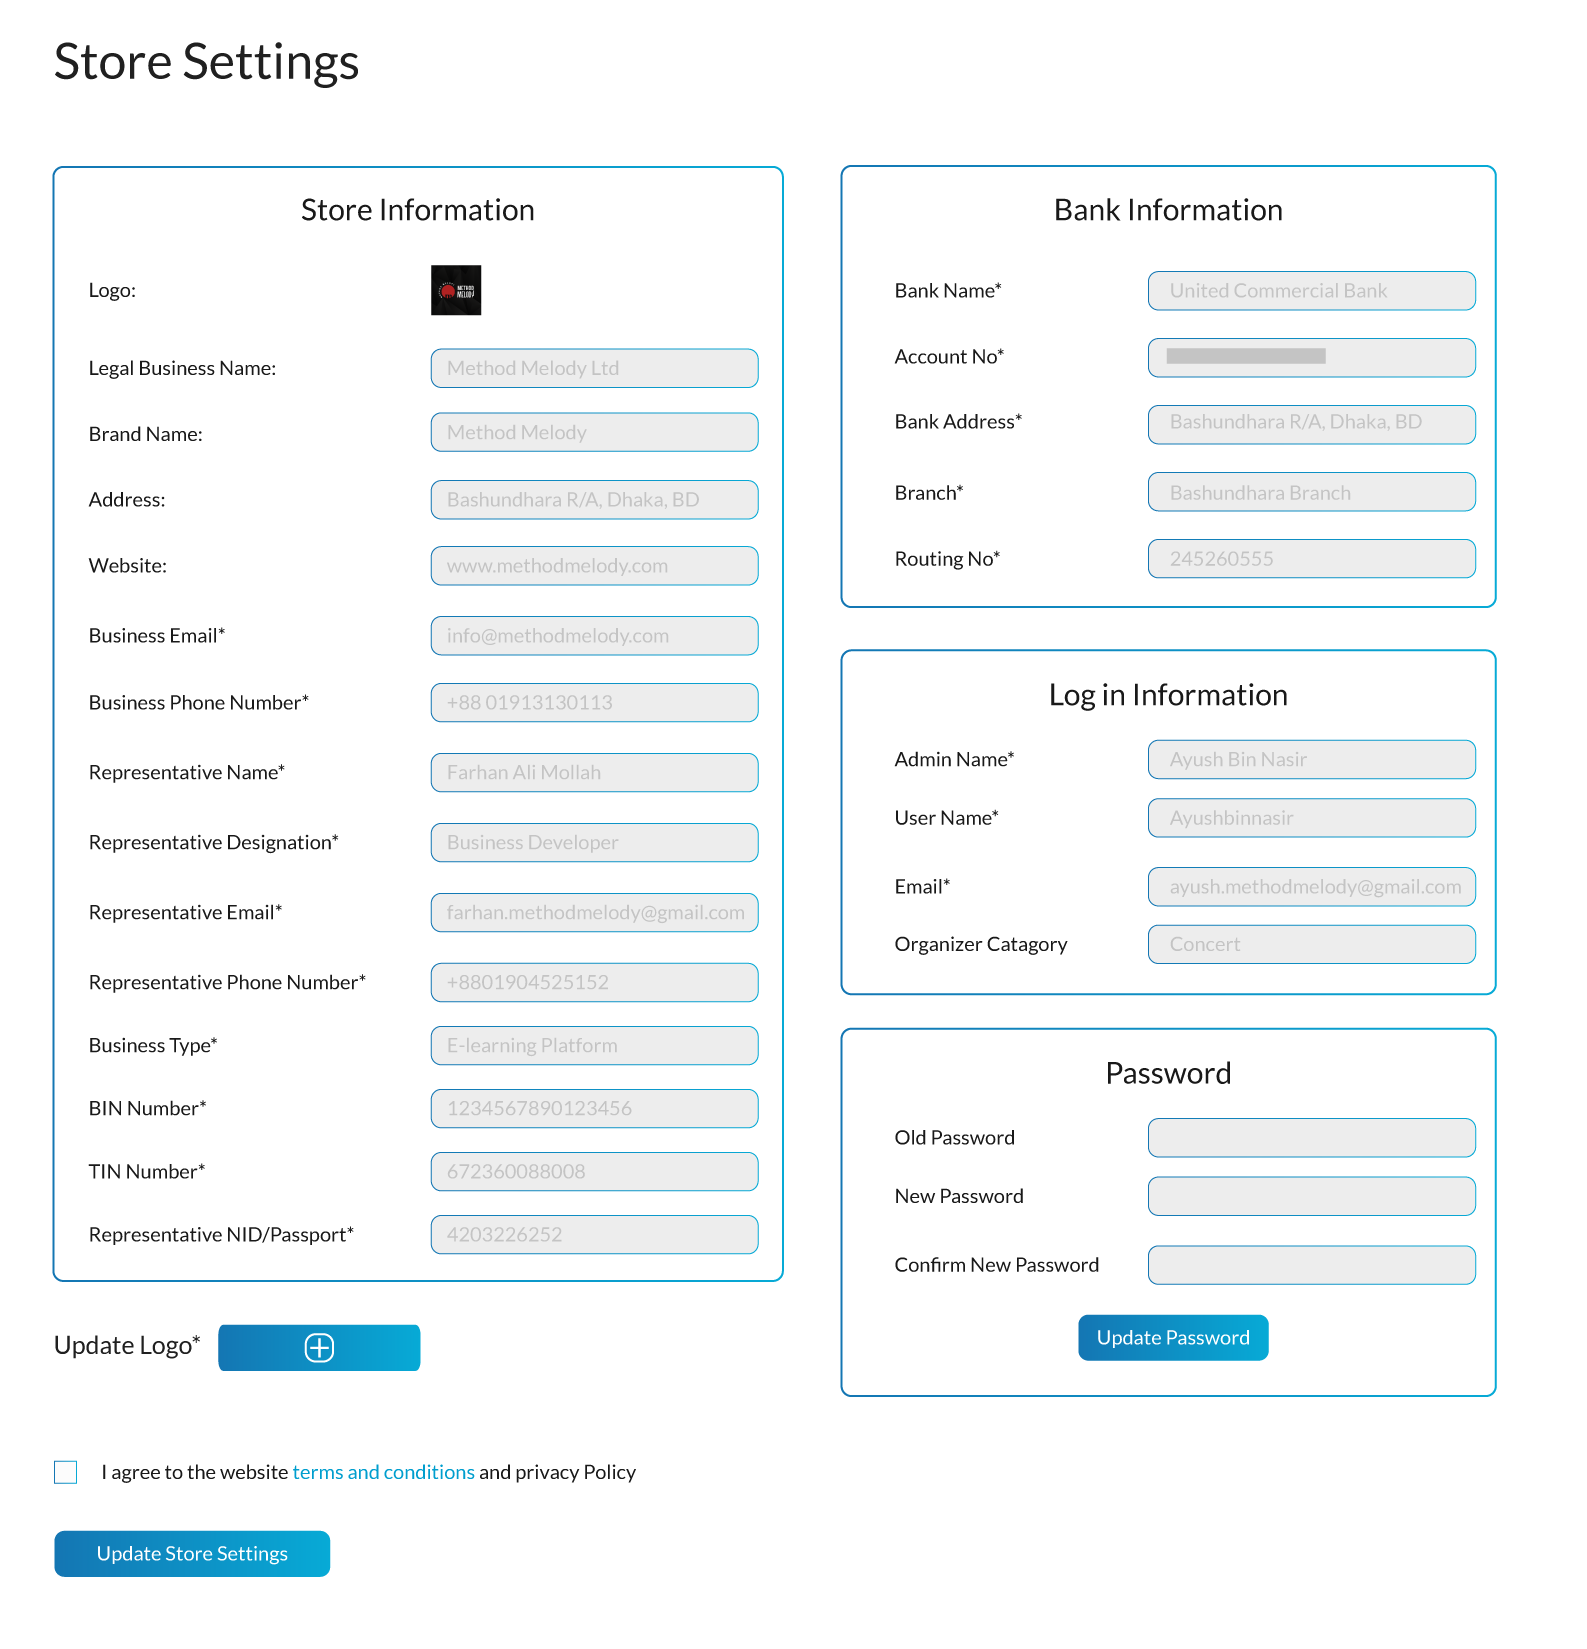 Store Settings
Store Information
Logo:
METHOD
MELODY
Legal Business Name: Method Melody Ltd
Brand Name: Method Melody
Address: Bashundhara R/A, Dhaka, BD
Website: www.methodmelody.com
Business Email* info@methodmelody.com
Business Phone Number* +88 01913130113
Representative Name* Farhan Ali Mollah
Representative Designation* Business Developer
Representative Email* farhan.methodmelody@gmail.com
Representative Phone Number* +8801904525152
Business Type* E-learning Platform
BIN Number* 1234567890123456
TIN Number* 672360088008
Representative NID/Passport* 4203226252
Update Logo*
Bank Information
Bank Name* United Commercial Bank
Account No*
Bank Address* Bashundhara R/A, Dhaka, BD
Branch* Bashundhara Branch
Routing No* 245260555
Log in Information
Admin Name* Ayush Bin Nasir
User Name* Ayushbinnasir
Email* ayush.methodmelody@gmail.com
Organizer Catagory Concert
Password
Old Password
New Password
Confirm New Password
Update Password
I agree to the website terms and conditions and privacy Policy
Update Store Settings